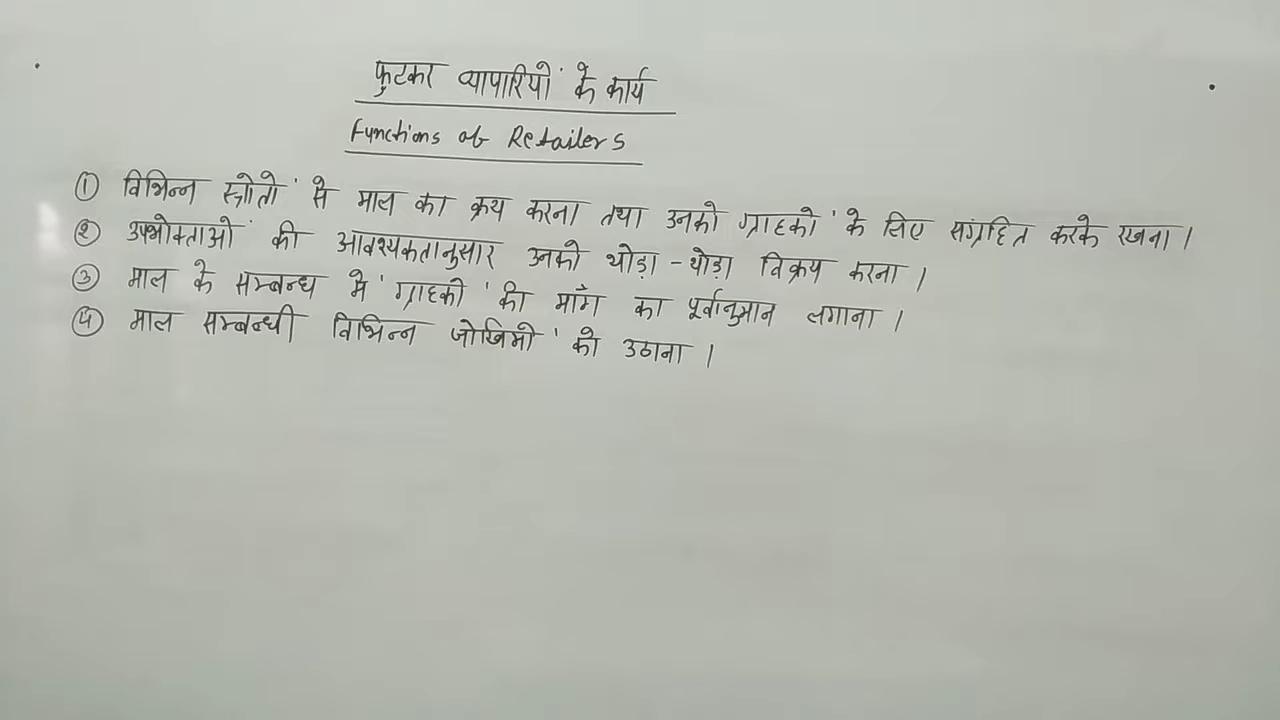 फुटकर व्यापारियों के कार्य
Functions of Retailers
① विभिन्न स्त्रोतों से माल का क्रय करना तथा उनको ग्राहकों के लिए संग्रहित करके रखना।
② उपभोक्ताओं की आवश्यकतानुसार उनको थोड़ा-थोड़ा विक्रय करना।
③ माल के सम्बन्ध में ग्राहकों की माँग का पूर्वानुमान लगाना।
④ माल सम्बन्धी विभिन्न जोखिमों को उठाना।